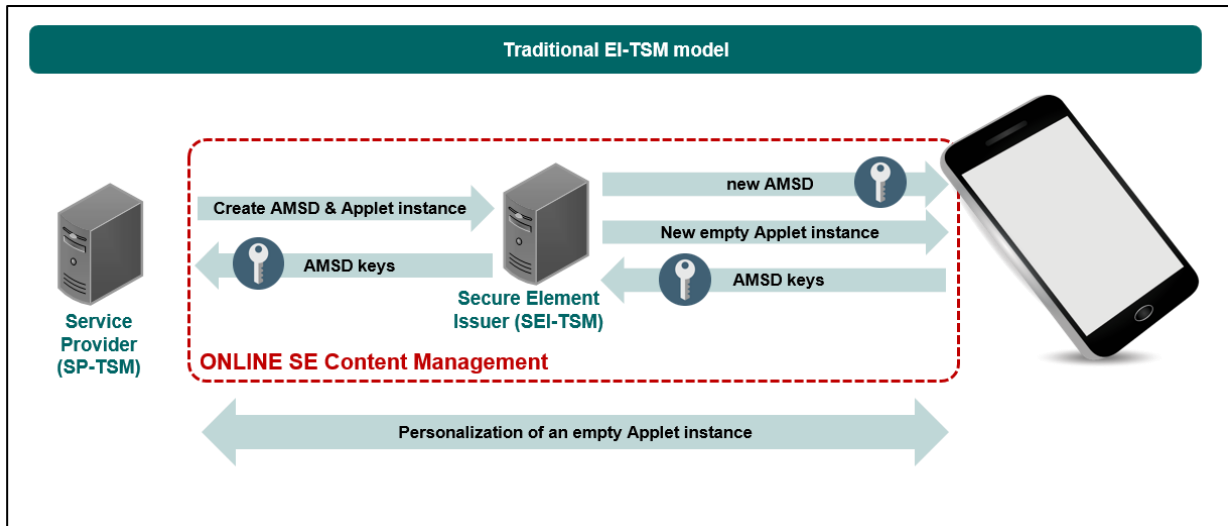 Traditional EI-TSM model
new AMSD
Create AMSD & Applet instance
New empty Applet instance
AMSD keys
AMSD keys
Service
Provider
(SP-TSM)
Secure Element
Issuer (SEI-TSM)
ONLINE SE Content Management
Personalization of an empty Applet instance